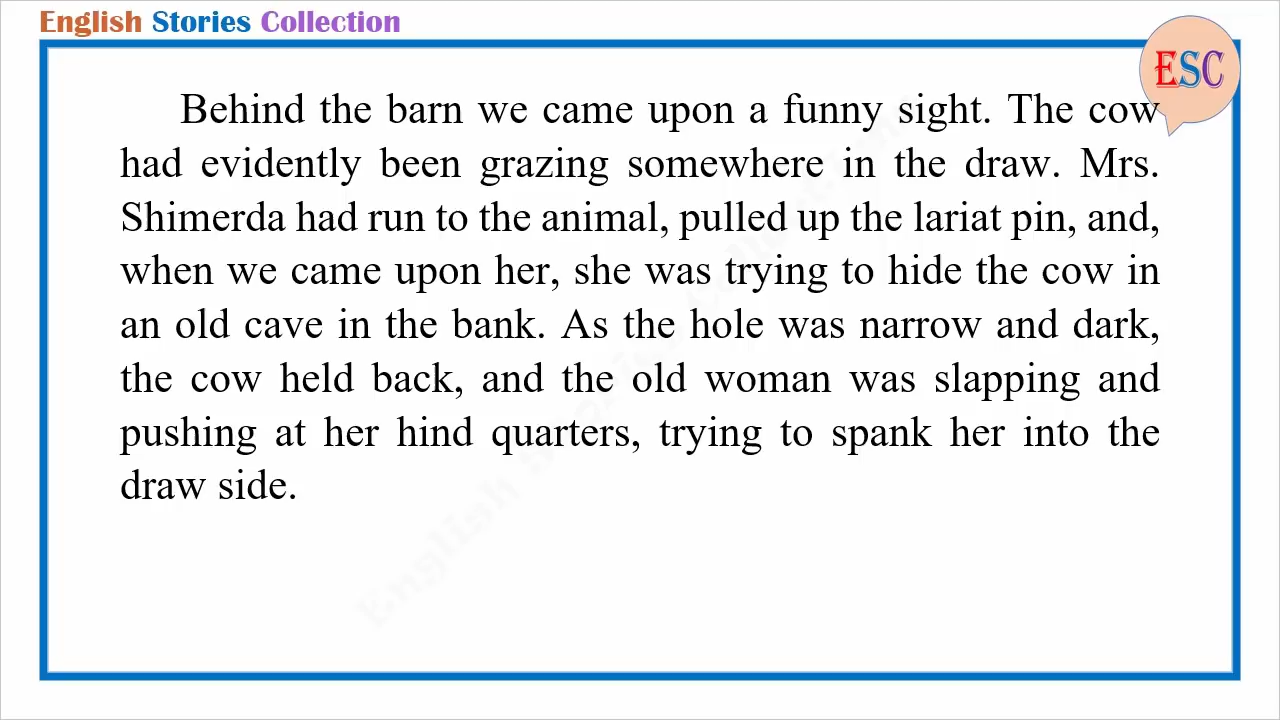 English Stories Collection
ESC
Behind the barn we came upon a funny sight. The cow
had evidently been grazing somewhere in the draw. Mrs.
Shimerda had run to the animal, pulled up the lariat pin, and,
when we came upon her, she was trying to hide the cow in
an old cave in the bank. As the hole was narrow and dark,
the cow held back, and the old woman was slapping and
pushing at her hind quarters, trying to spank her into the
draw side.
English Stories Collection